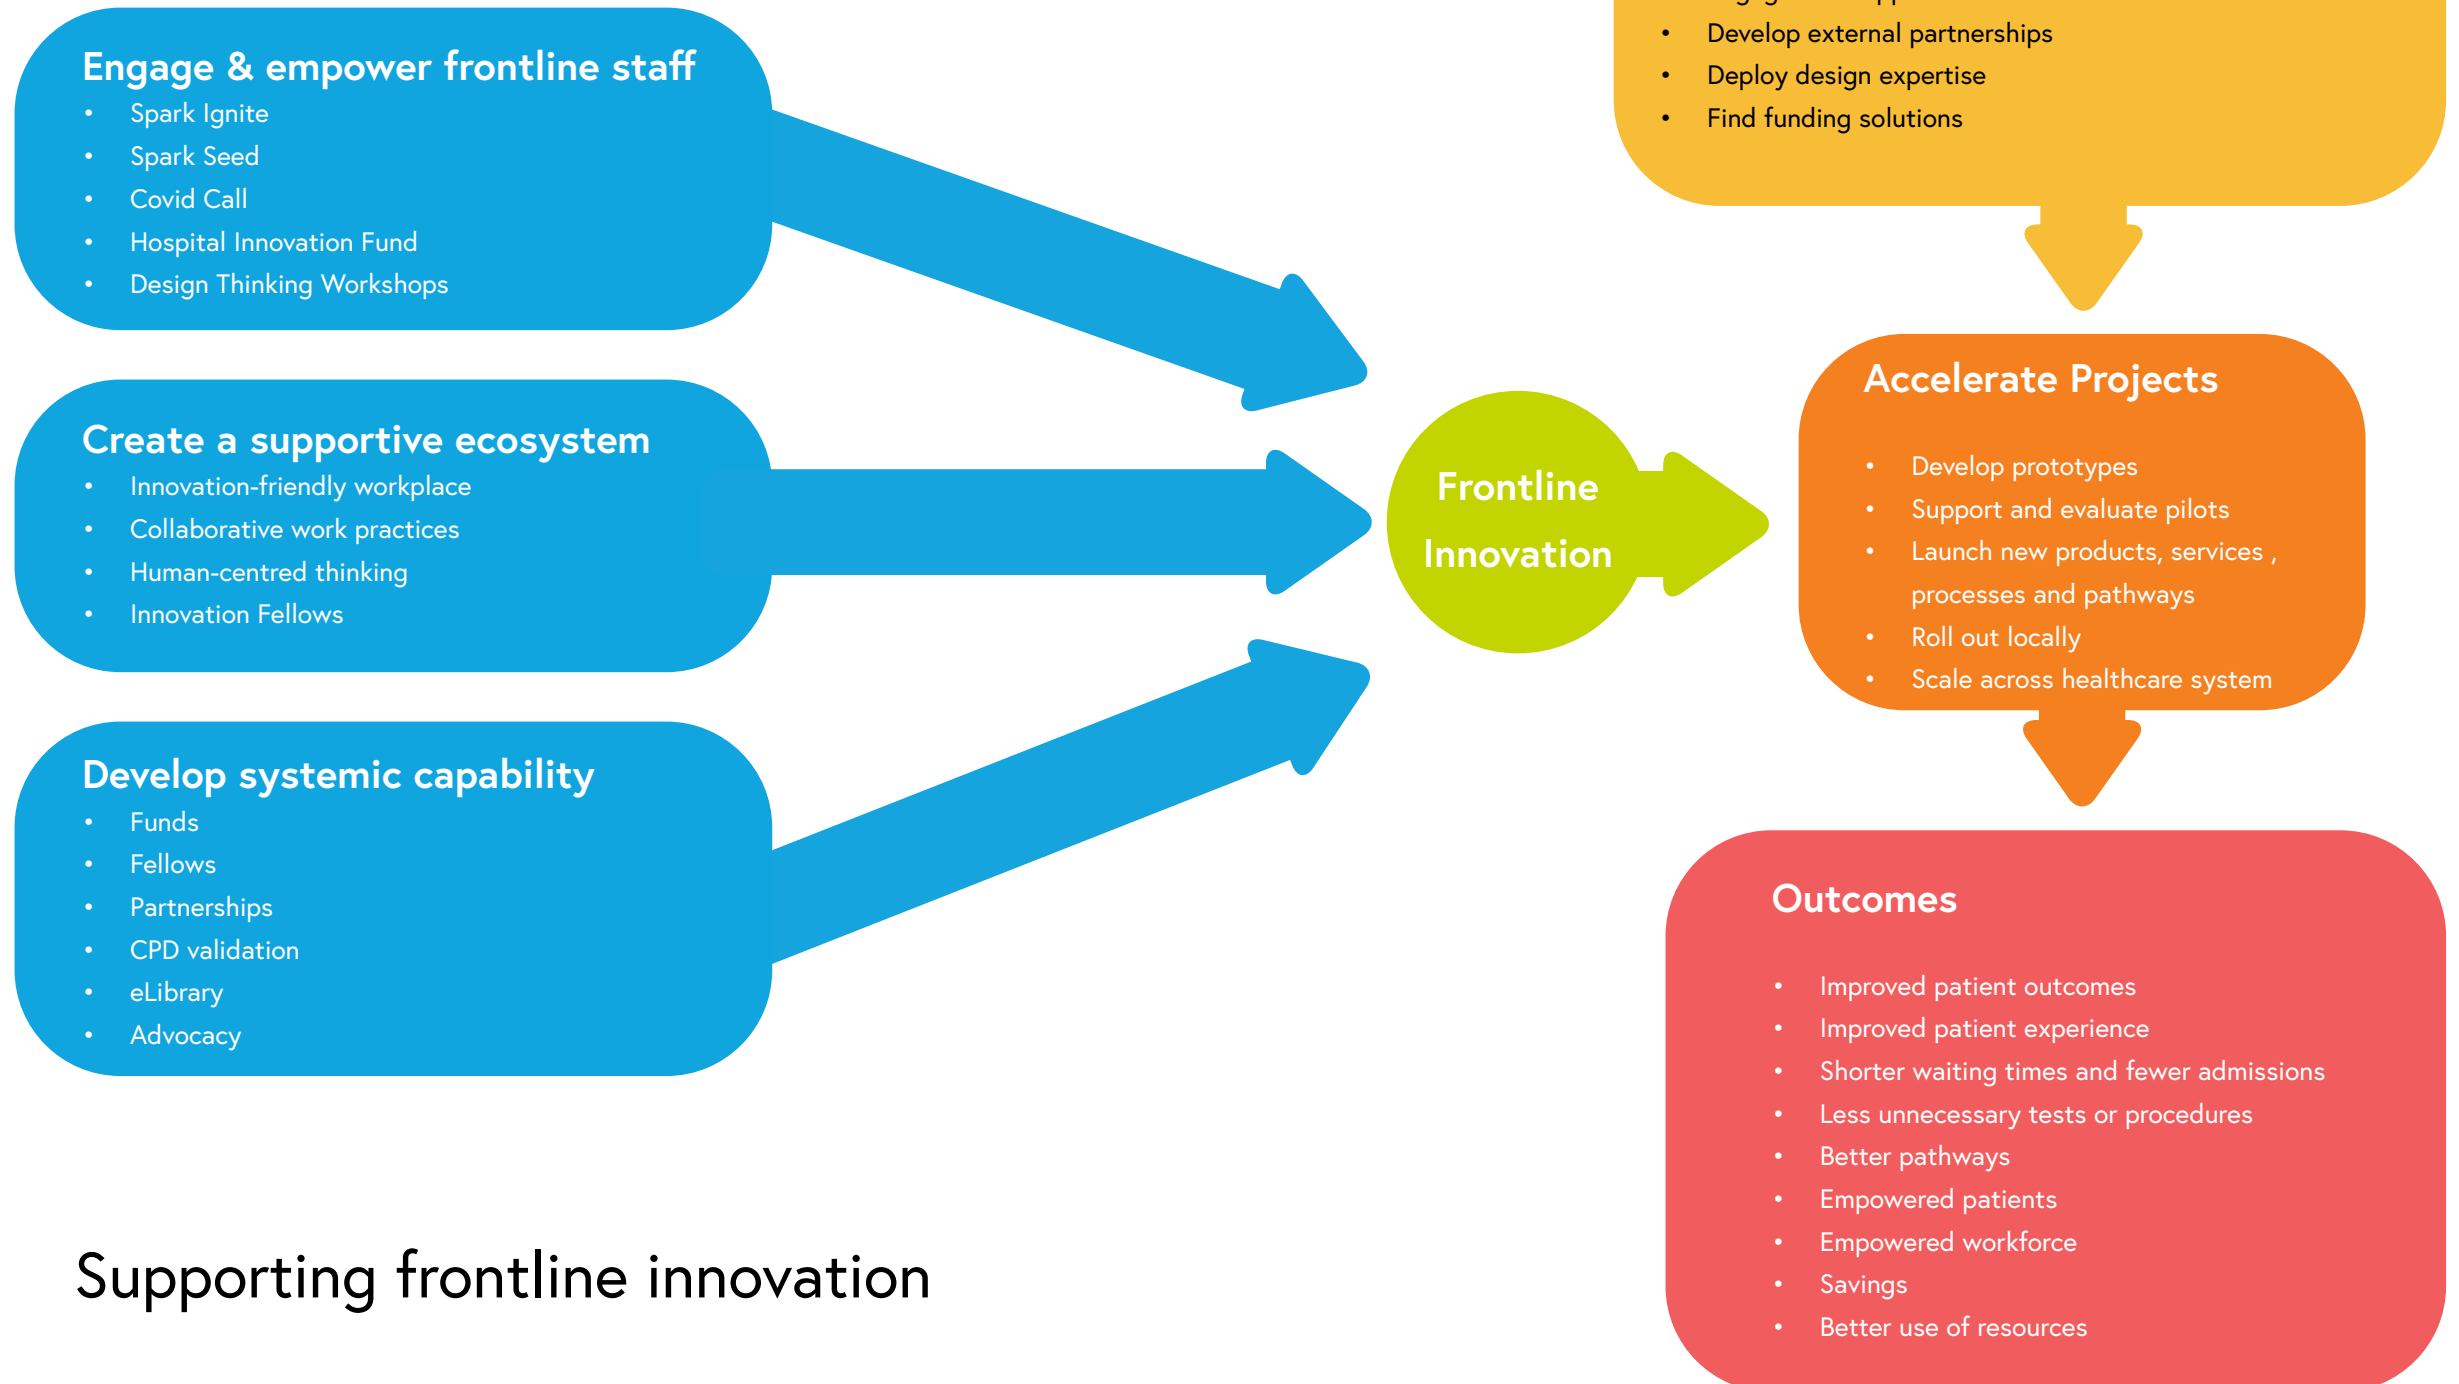 Engage & empower frontline staff
• Spark Ignite
• Spark Seed
• Covid Call
• Hospital Innovation Fund
• Design Thinking Workshops
Create a supportive ecosystem
• Innovation-friendly workplace
• Collaborative work practices
• Human-centred thinking
• Innovation Fellows
Develop systemic capability
• Funds
• Fellows
• Partnerships
• CPD validation
• eLibrary
• Advocacy
Frontline
Innovation
• Develop external partnerships
• Deploy design expertise
• Find funding solutions
Accelerate Projects
• Develop prototypes
• Support and evaluate pilots
• Launch new products, services ,
processes and pathways
• Roll out locally
• Scale across healthcare system
Outcomes
• Improved patient outcomes
• Improved patient experience
• Shorter waiting times and fewer admissions
• Less unnecessary tests or procedures
• Better pathways
• Empowered patients
• Empowered workforce
• Savings
• Better use of resources
Supporting frontline innovation